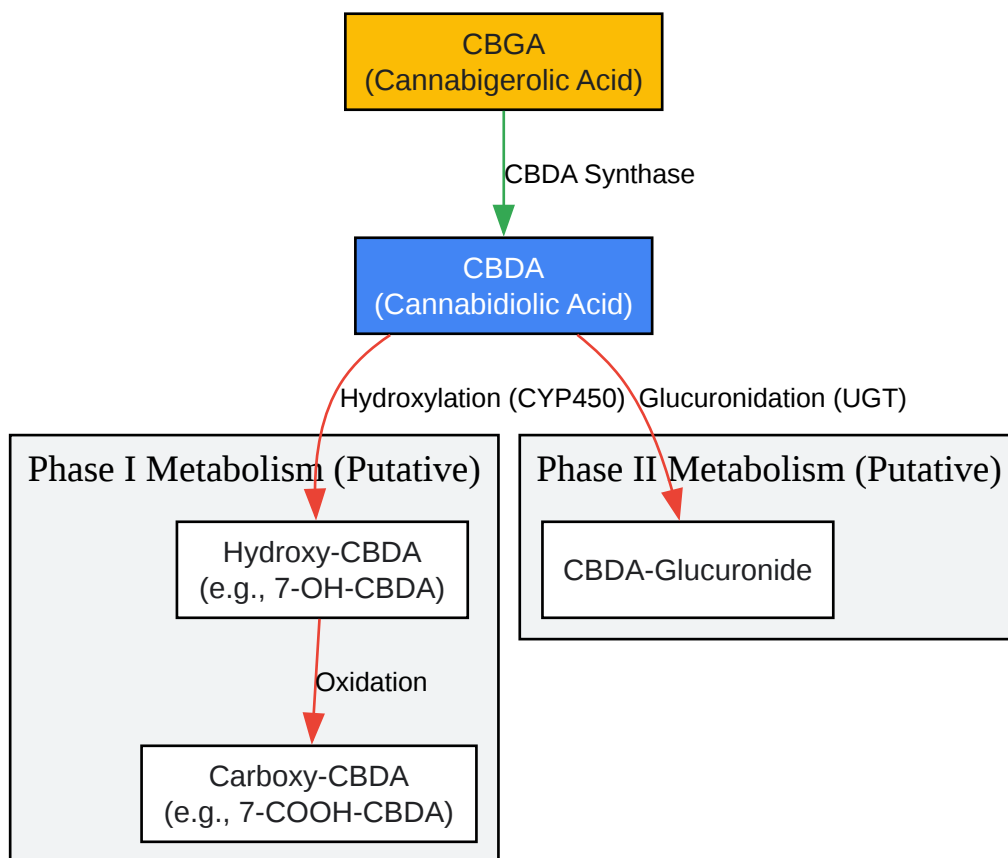 CBGA
(Cannabigerolic Acid)
CBDA Synthase
CBDA
(Cannabidiolic Acid)
Hydroxylation (CYP450)
Glucuronidation (UGT)
Phase I Metabolism (Putative)
Phase II Metabolism (Putative)
Hydroxy-CBDA
(e.g., 7-OH-CBDA)
CBDA-Glucuronide
Oxidation
Carboxy-CBDA
(e.g., 7-COOH-CBDA)